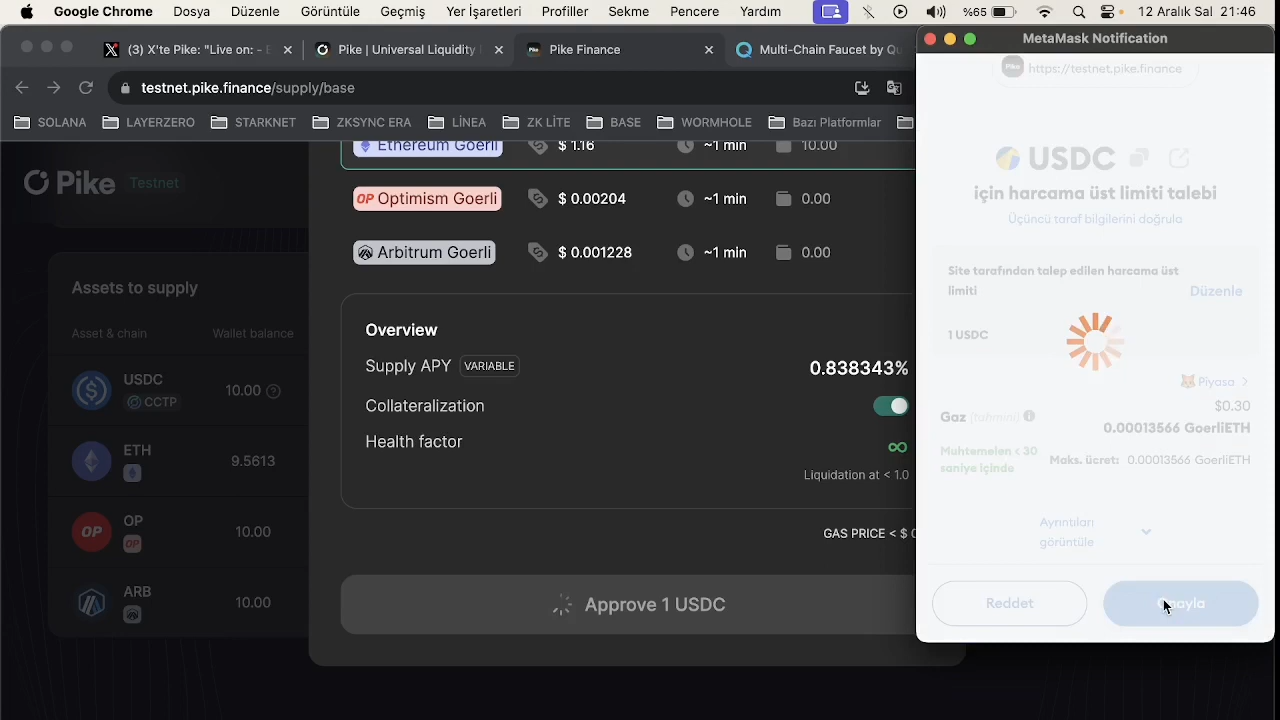 Google Chrome Dosya Düzenle Görüntüle Geçmiş Yer İşaretleri Profiller Sekme Pencere Yardım %65 12 Aralık Sal 21:46
(3) X'te Pike: "Live on: - E
Pike | Universal Liquidity
Pike Finance
Multi-Chain Faucet by Qu
testnet.pike.finance/supply/base
SOLANA LAYERZERO STARKNET ZKSYNC ERA LİNEA ZK LİTE BASE WORMHOLE Bazı Platformlar
Pike Testnet
Assets to supply
Asset & chain Wallet balance
USDC 10.00
CCTP
ETH 9.5613
OP OP 10.00
OP
ARB 10.00
Ethereum Goerli $ 1.16 ~1 min 10.00
OP Optimism Goerli $ 0.00204 ~1 min 0.00
Arbitrum Goerli $ 0.001228 ~1 min 0.00
Overview
Supply APY VARIABLE 0.838343%
Collateralization
Health factor ∞
Liquidation at < 1.0
GAS PRICE < $
Approve 1 USDC
MetaMask Notification
Pike https://testnet.pike.finance
USDC
için harcama üst limiti talebi
Üçüncü taraf bilgilerini doğrula
Site tarafından talep edilen harcama üst
limiti Düzenle
1 USDC
Piyasa >
$0.30
Gaz (tahmini) 0.00013566 GoerliETH
Muhtemelen < 30
saniye içinde Maks. ücret: 0.00013566 GoerliETH
Ayrıntıları
görüntüle
Reddet Onayla